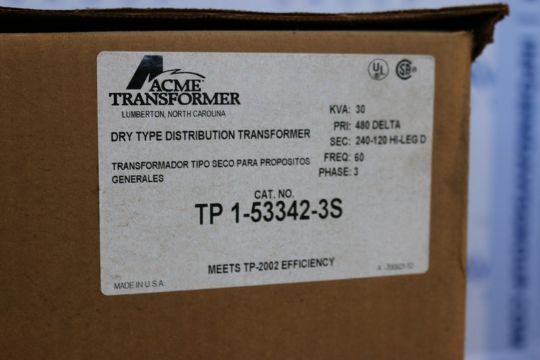 ACME
TRANSFORMER
LUMBERTON, NORTH CAROLINA
UL
DRY TYPE DISTRIBUTION TRANSFORMER
TRANSFORMADOR TIPO SECO PARA PROPOSITOS
GENERALES
KVA: 30
PRI: 480 DELTA
SEC: 240-120 HI-LEG D
FREQ: 60
PHASE: 3
CAT. NO.
TP 1-53342-3S
MEETS TP-2002 EFFICIENCY
MADE IN U.S.A.